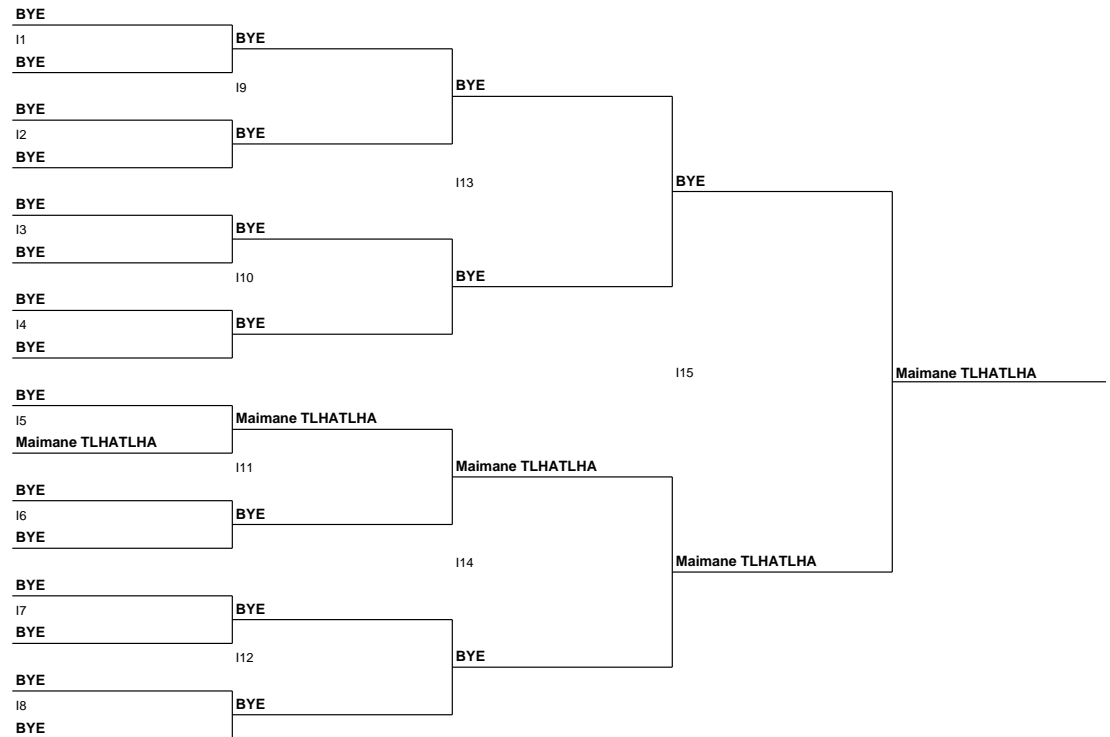 BYE
I1
BYE
BYE
I9
BYE
BYE
I2
BYE
BYE
I13
BYE
BYE
I3
BYE
BYE
I10
BYE
BYE
I4
BYE
BYE
I15
Maimane TLHATLHA
BYE
I5
Maimane TLHATLHA
Maimane TLHATLHA
I11
Maimane TLHATLHA
BYE
I6
BYE
BYE
I14
Maimane TLHATLHA
BYE
I7
BYE
BYE
I12
BYE
BYE
I8
BYE
BYE